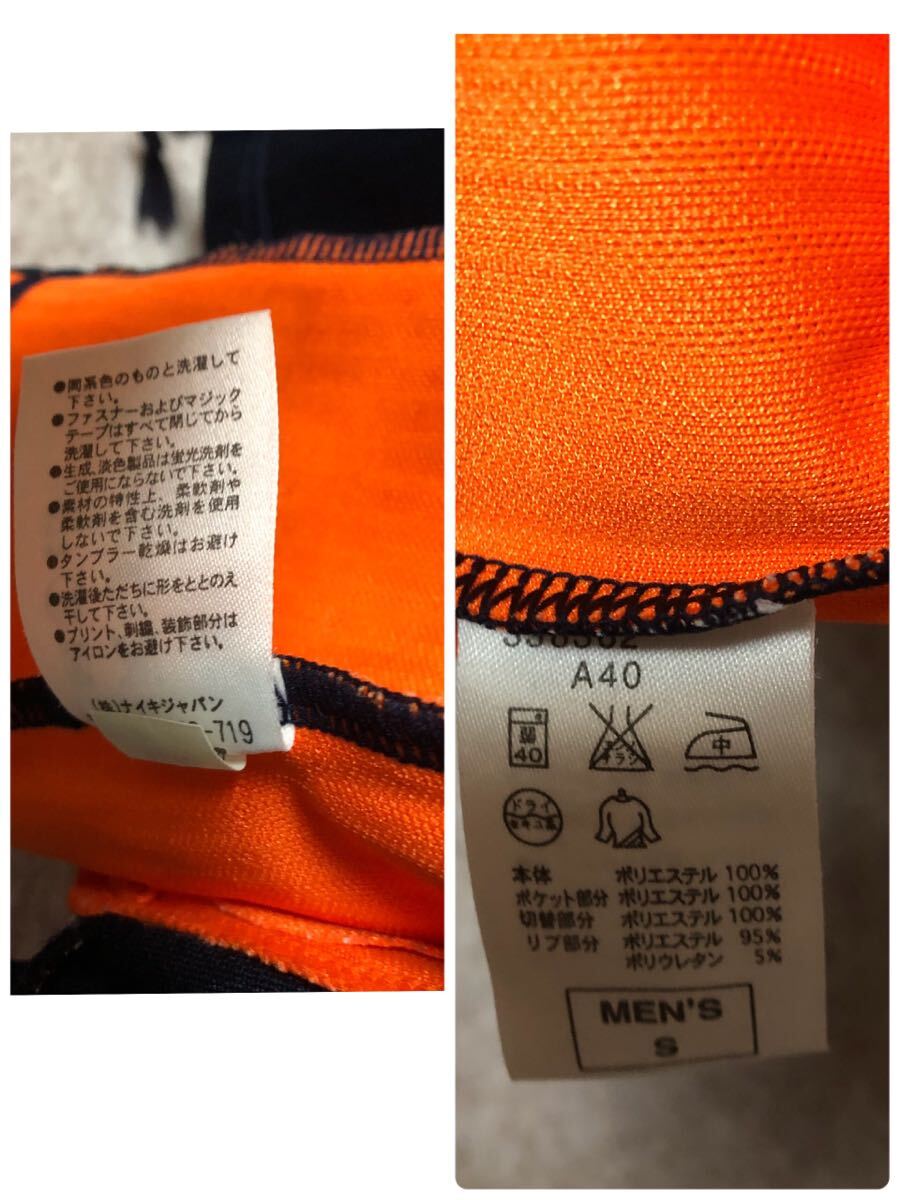 ●同系色のものと洗濯して
下さい。
●ファスナーおよびマジック
テープはすべて閉じてから
洗濯して下さい。
●生成、淡色製品は蛍光洗剤を
ご使用にならないで下さい。
●素材の特性上、柔軟剤や
柔軟剤を含む洗剤を使用
しないで下さい。
●タンブラー乾燥はお避け
下さい。
●洗濯後ただちに形をととのえ
干して下さい。
●プリント、刺繍、装飾部分は
アイロンをお避け下さい。
(株)ナイキジャパン
-719
A40
弱
40
エンソ
サラシ
中
ドライ
セキユ系
本体 ポリエステル 100%
ポケット部分 ポリエステル 100%
切替部分 ポリエステル 100%
リブ部分 ポリエステル 95%
ポリウレタン 5%
MEN'S
S